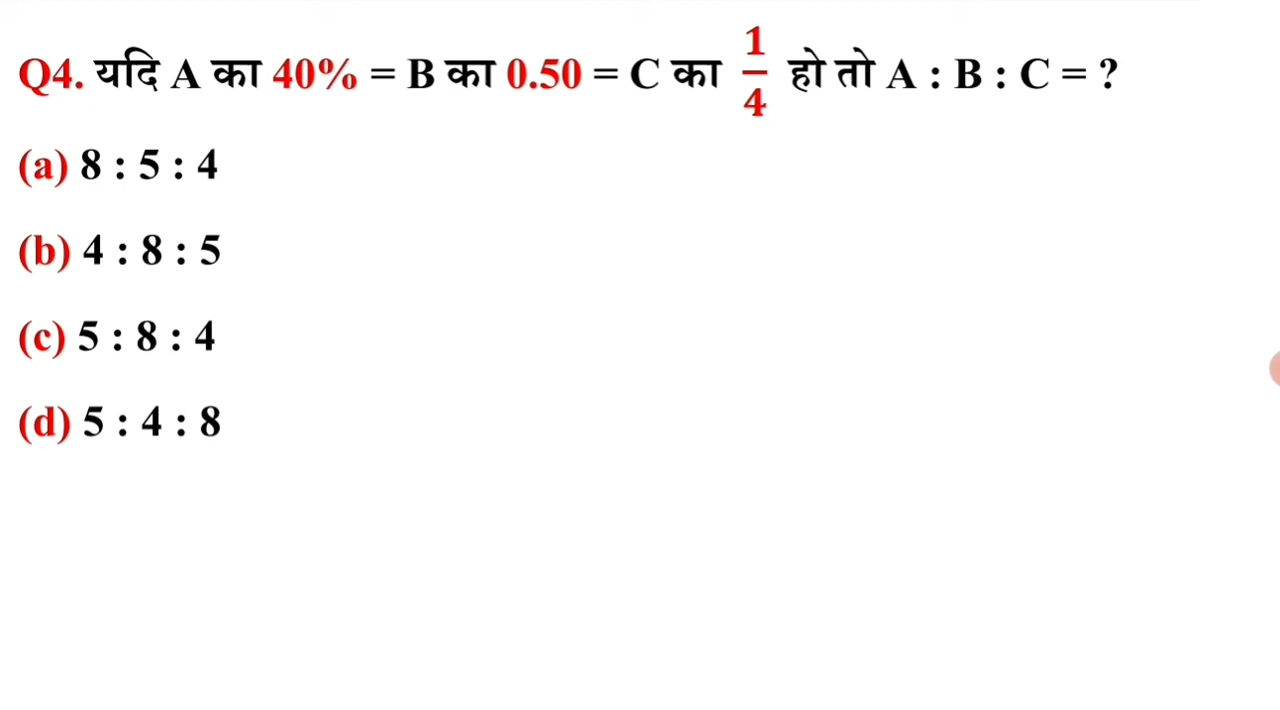 Q4. यदि A का 40% = B का 0.50 = C का 1/4 हो तो A : B : C = ?
(a) 8 : 5 : 4
(b) 4 : 8 : 5
(c) 5 : 8 : 4
(d) 5 : 4 : 8